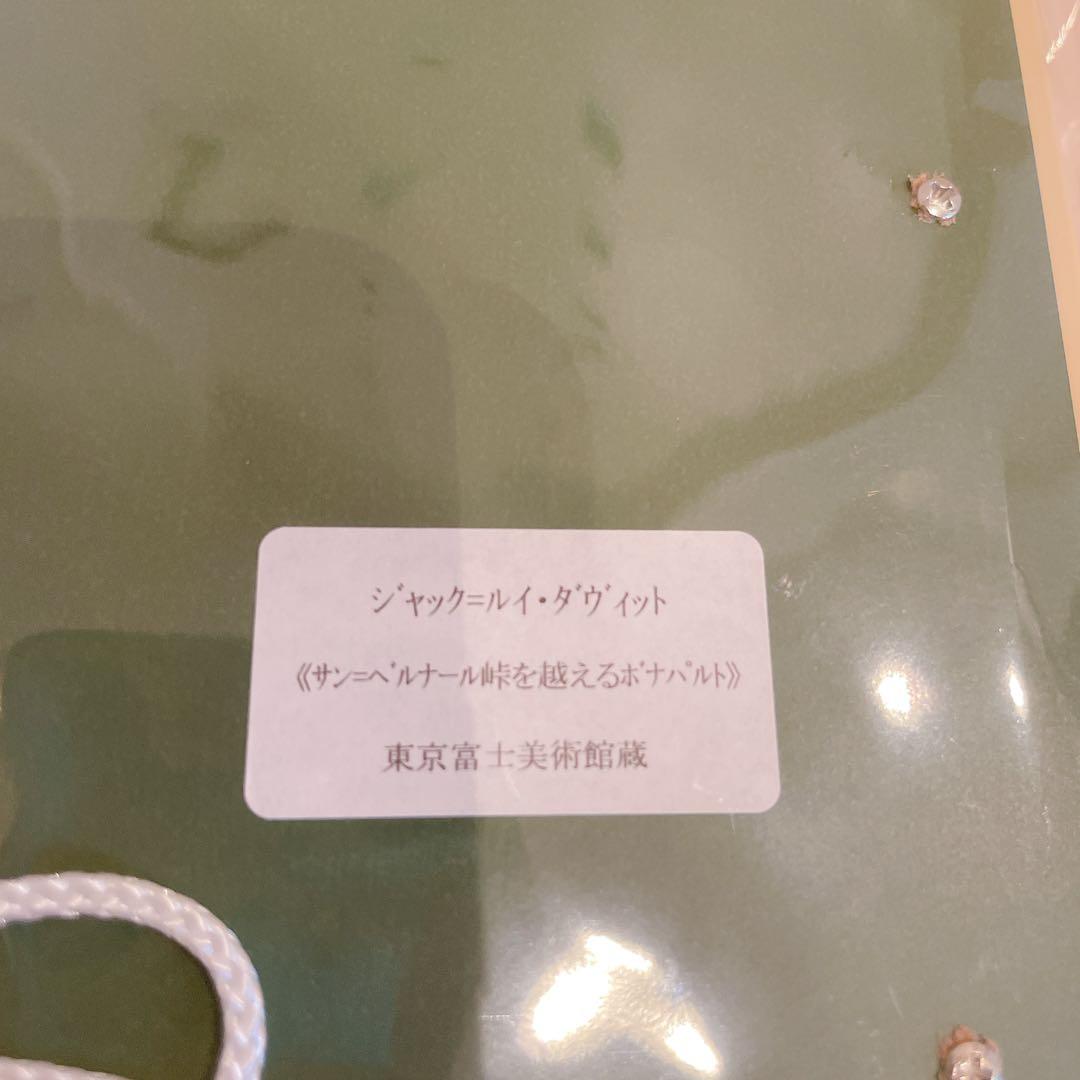 ｼﾞｬｯｸ=ルイ・ﾀﾞｳﾞｨｯﾄ
《ｻﾝ=ﾍﾞﾙﾅｰﾙ峠を越えるﾎﾞﾅﾊﾟﾙﾄ》
東京富士美術館蔵